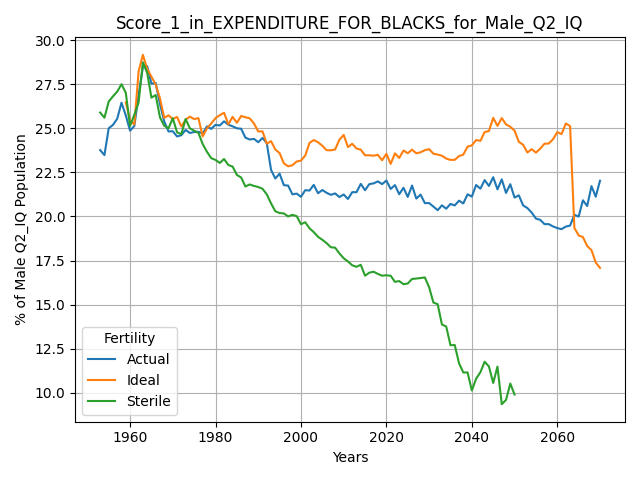 Score_1_in_EXPENDITURE_FOR_BLACKS_for_Male_Q2_IQ
% of Male Q2_IQ Population
30.0
27.5
25.0
22.5
20.0
17.5
15.0
12.5
10.0
Fertility
Actual
Ideal
Sterile
1960 1980 2000 2020 2040 2060
Years